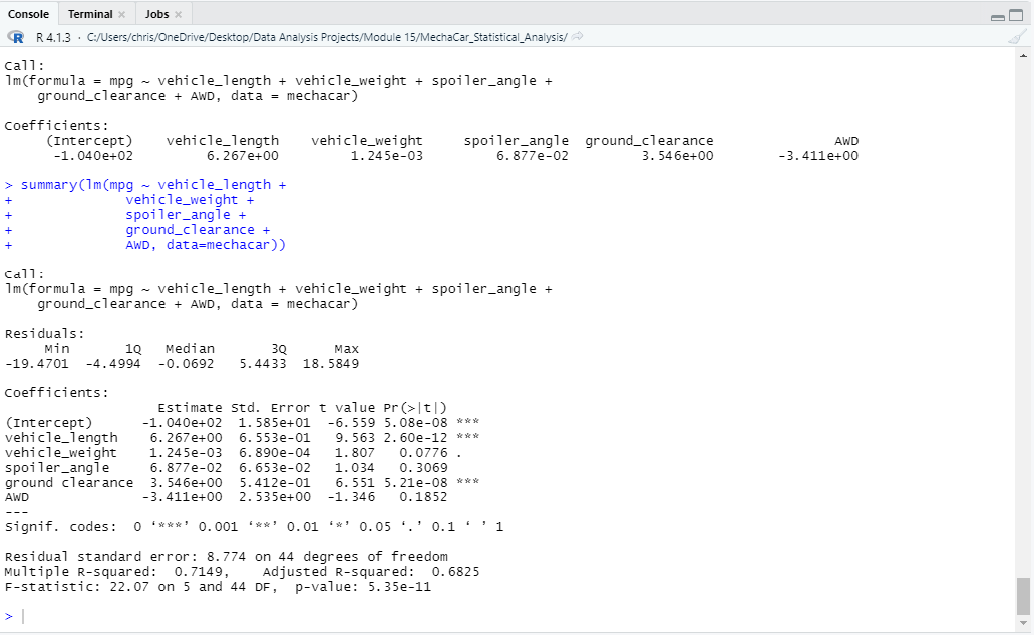 Console Terminal × Jobs ×
R R 4.1.3 · C:/Users/chris/OneDrive/Desktop/Data Analysis Projects/Module 15/MechaCar_Statistical_Analysis/
Call:
lm(formula = mpg ~ vehicle_length + vehicle_weight + spoiler_angle +
    ground_clearance + AWD, data = mechacar)
Coefficients:
     (Intercept)    vehicle_length    vehicle_weight     spoiler_angle  ground_clearance               AWD
      -1.040e+02         6.267e+00         1.245e-03         6.877e-02         3.546e+00        -3.411e+00
> summary(lm(mpg ~ vehicle_length +
+              vehicle_weight +
+              spoiler_angle +
+              ground_clearance +
+              AWD, data=mechacar))
Call:
lm(formula = mpg ~ vehicle_length + vehicle_weight + spoiler_angle +
    ground_clearance + AWD, data = mechacar)
Residuals:
     Min       1Q   Median       3Q      Max
-19.4701  -4.4994  -0.0692   5.4433  18.5849
Coefficients:
                   Estimate Std. Error t value Pr(>|t|)
(Intercept)      -1.040e+02  1.585e+01  -6.559 5.08e-08 ***
vehicle_length    6.267e+00  6.553e-01   9.563 2.60e-12 ***
vehicle_weight    1.245e-03  6.890e-04   1.807   0.0776 .
spoiler_angle     6.877e-02  6.653e-02   1.034   0.3069
ground clearance  3.546e+00  5.412e-01   6.551 5.21e-08 ***
AWD              -3.411e+00  2.535e+00  -1.346   0.1852
---
Signif. codes:  0 ‘***’ 0.001 ‘**’ 0.01 ‘*’ 0.05 ‘.’ 0.1 ‘ ’ 1
Residual standard error: 8.774 on 44 degrees of freedom
Multiple R-squared:  0.7149,    Adjusted R-squared:  0.6825
F-statistic: 22.07 on 5 and 44 DF,  p-value: 5.35e-11
>